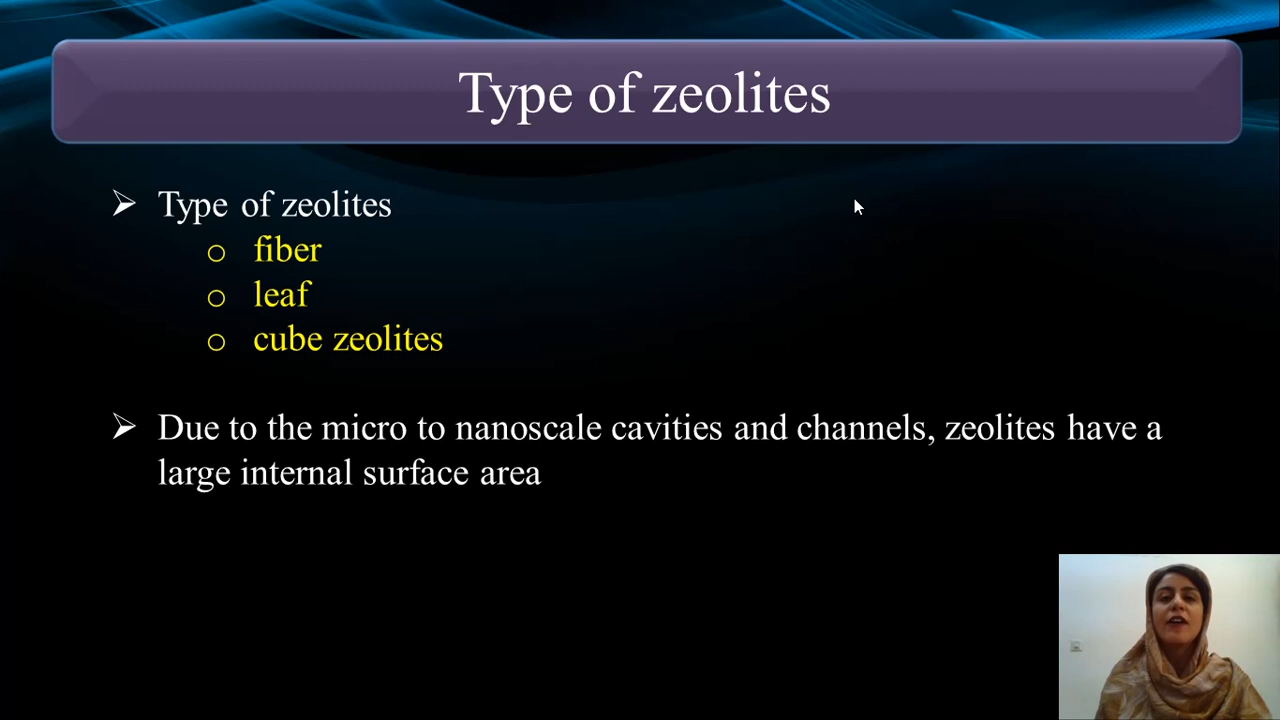 Type of zeolites
Type of zeolites
fiber
leaf
cube zeolites
Due to the micro to nanoscale cavities and channels, zeolites have a
large internal surface area